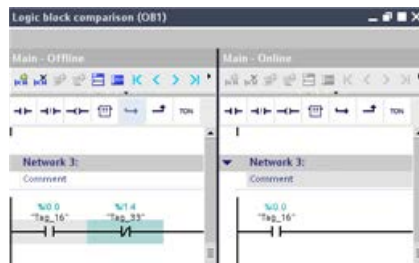 Logic block comparison (OB1)
Main - Offline
Main - Online
TON
TON
Network 3:
Comment
Network 3:
Comment
%I0.0
"Tag_16"
%I1.4
"Tag_33"
%I0.0
"Tag_16"